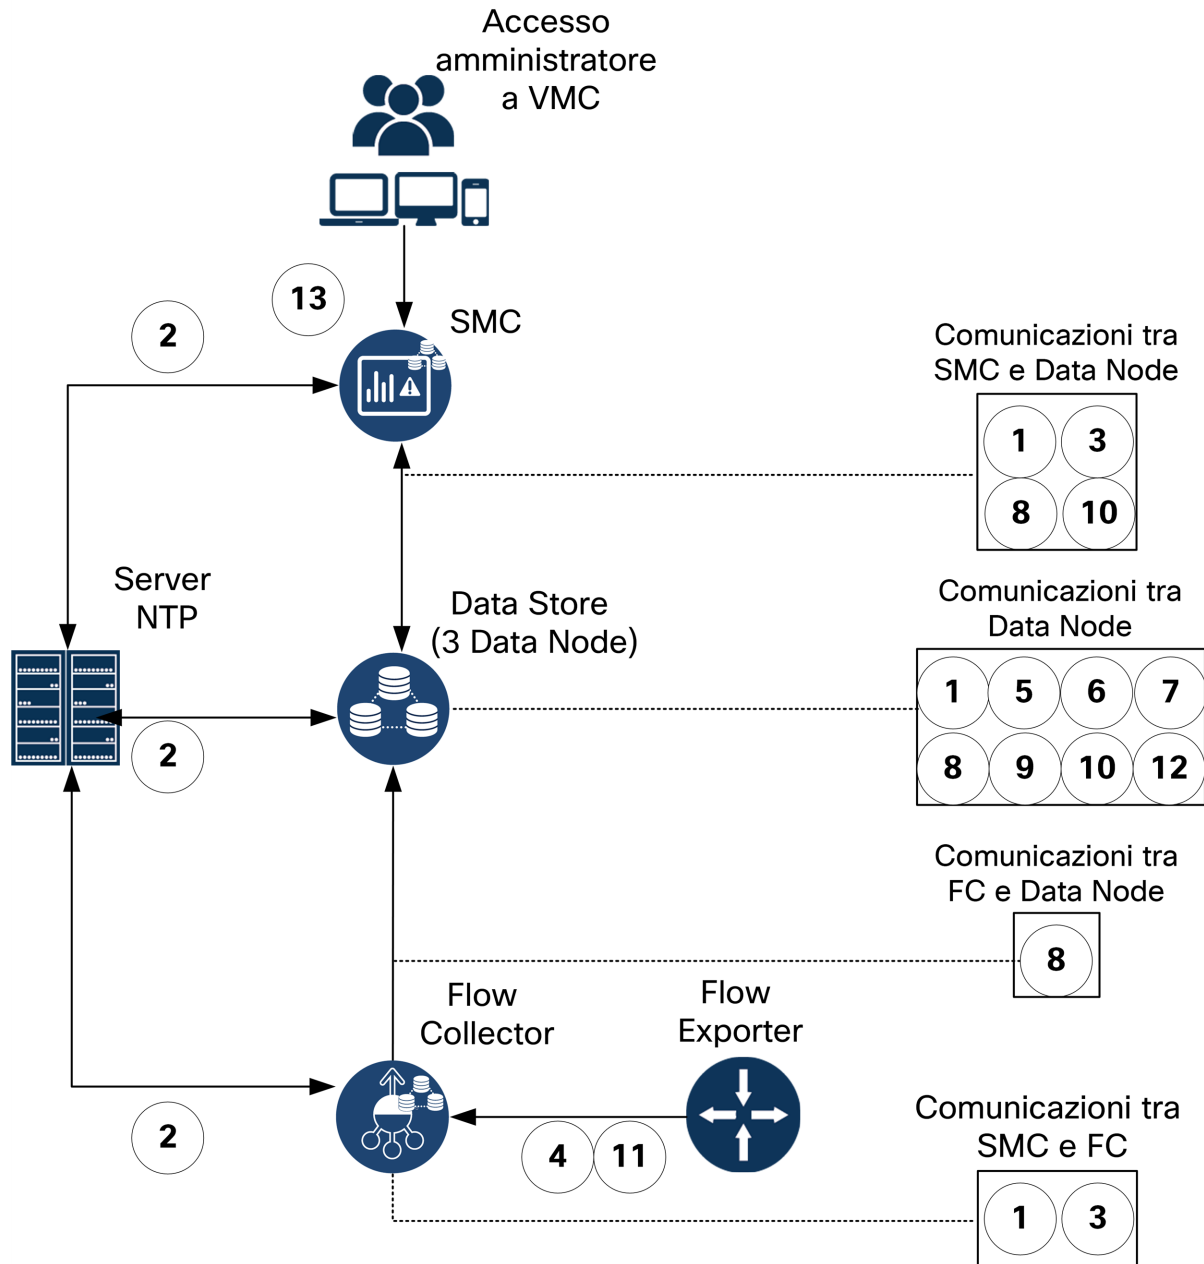 Accesso
amministratore
a VMC
13
2
SMC
Comunicazioni tra
SMC e Data Node
1 3
8 10
Server
NTP
Data Store
(3 Data Node)
Comunicazioni tra
Data Node
1 5 6 7
8 9 10 12
2
Comunicazioni tra
FC e Data Node
8
Flow
Collector
Flow
Exporter
2
4 11
Comunicazioni tra
SMC e FC
1 3